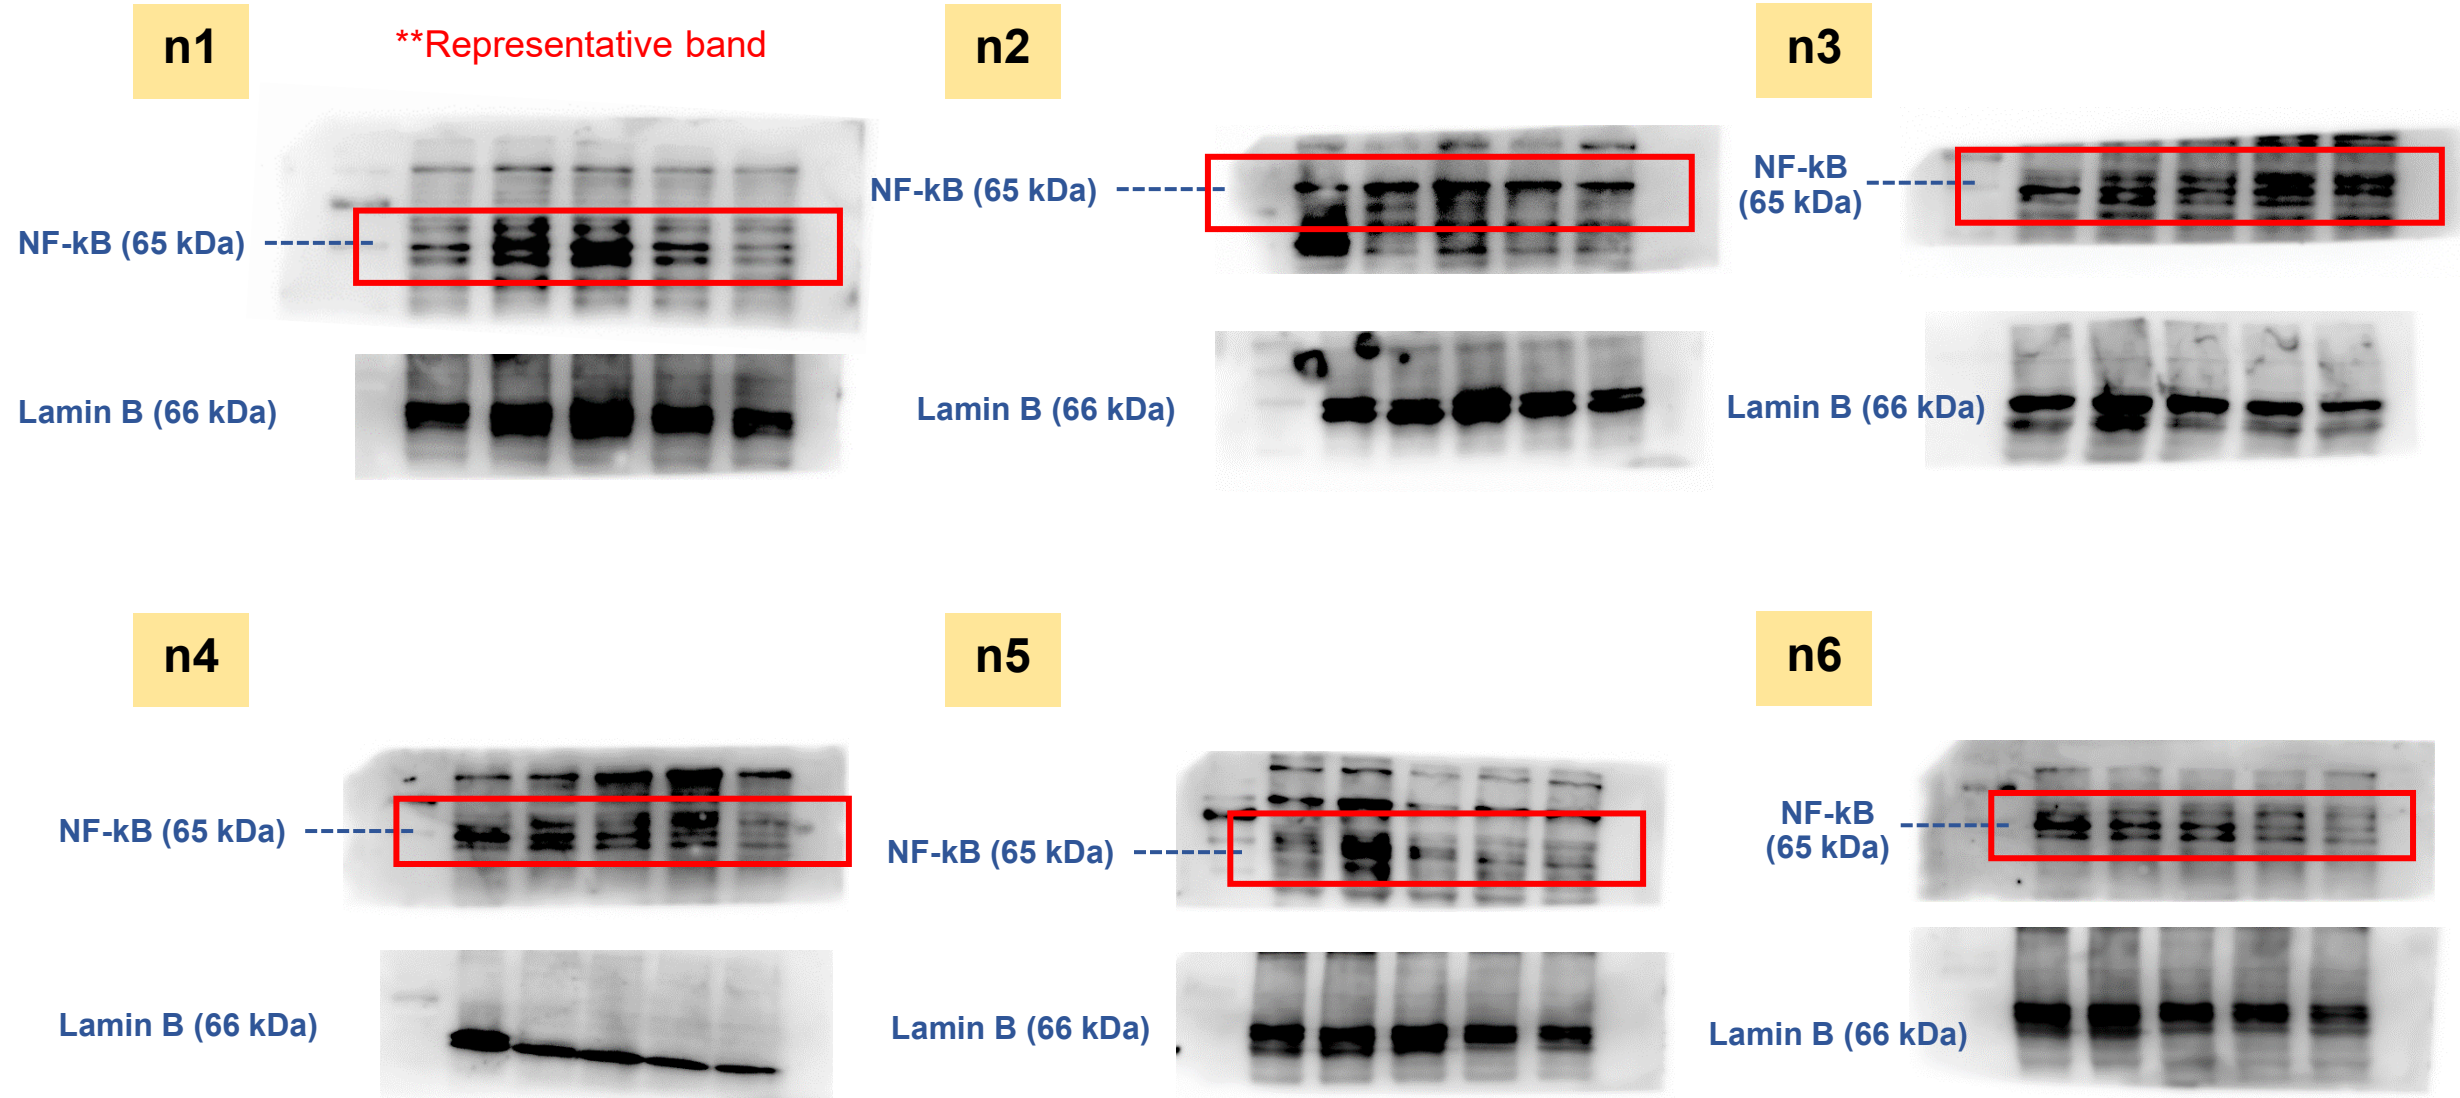 n1
**Representative band
n2
n3
NF-kB (65 kDa)
NF-kB (65 kDa)
NF-kB
(65 kDa)
Lamin B (66 kDa)
Lamin B (66 kDa)
Lamin B (66 kDa)
n4
n5
n6
NF-kB (65 kDa)
NF-kB (65 kDa)
NF-kB
(65 kDa)
Lamin B (66 kDa)
Lamin B (66 kDa)
Lamin B (66 kDa)